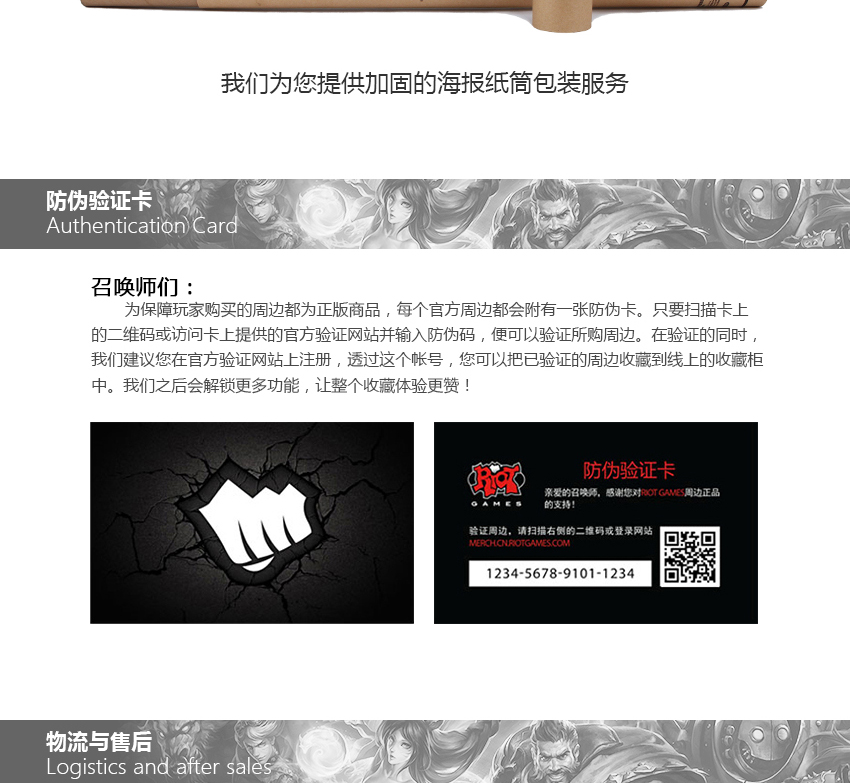 我们为您提供加固的海报纸筒包装服务
防伪验证卡
Authentication Card
召唤师们：
为保障玩家购买的周边都为正版商品，每个官方周边都会附有一张防伪卡。只要扫描卡上
的二维码或访问卡上提供的官方验证网站并输入防伪码，便可以验证所购周边。在验证的同时，
我们建议您在官方验证网站上注册，透过这个帐号，您可以把已验证的周边收藏到线上的收藏柜
中。我们之后会解锁更多功能，让整个收藏体验更赞！
RIOT
GAMES
防伪验证卡
亲爱的召唤师，感谢您对RIOT GAMES周边正品
的支持！
验证周边，请扫描右侧的二维码或登录网站
MERCH.CN.RIOTGAMES.COM
1234-5678-9101-1234
物流与售后
Logistics and after sales